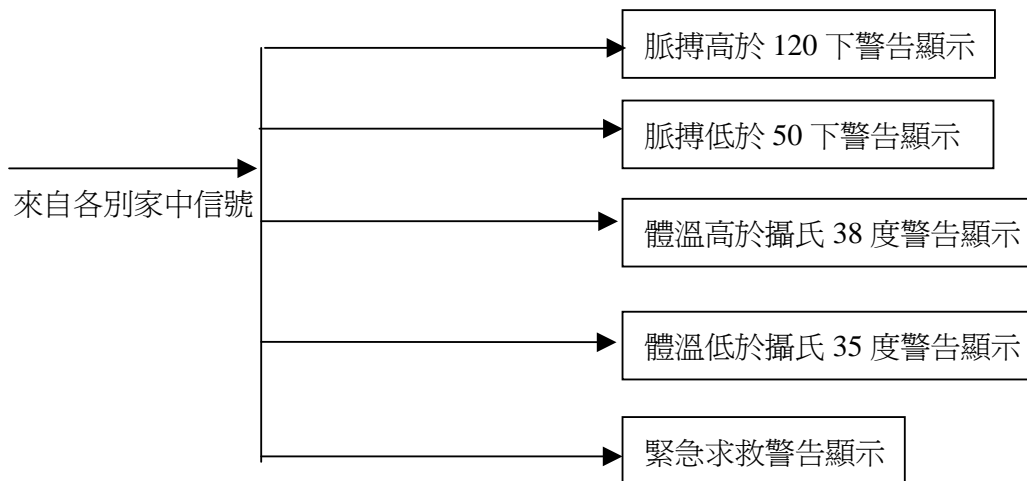 脈搏高於 120 下警告顯示
脈搏低於 50 下警告顯示
來自各別家中信號
體溫高於攝氏 38 度警告顯示
體溫低於攝氏 35 度警告顯示
緊急求救警告顯示